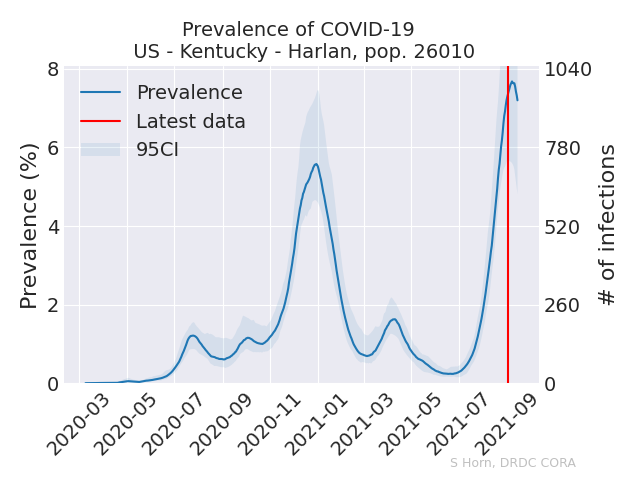 Prevalence of COVID-19
US - Kentucky - Harlan, pop. 26010
Prevalence (%)
8
6
4
2
0
Prevalence
Latest data
95CI
1040
780
520
260
0
# of infections
2020-03
2020-05
2020-07
2020-09
2020-11
2021-01
2021-03
2021-05
2021-07
2021-09
S Horn, DRDC CORA